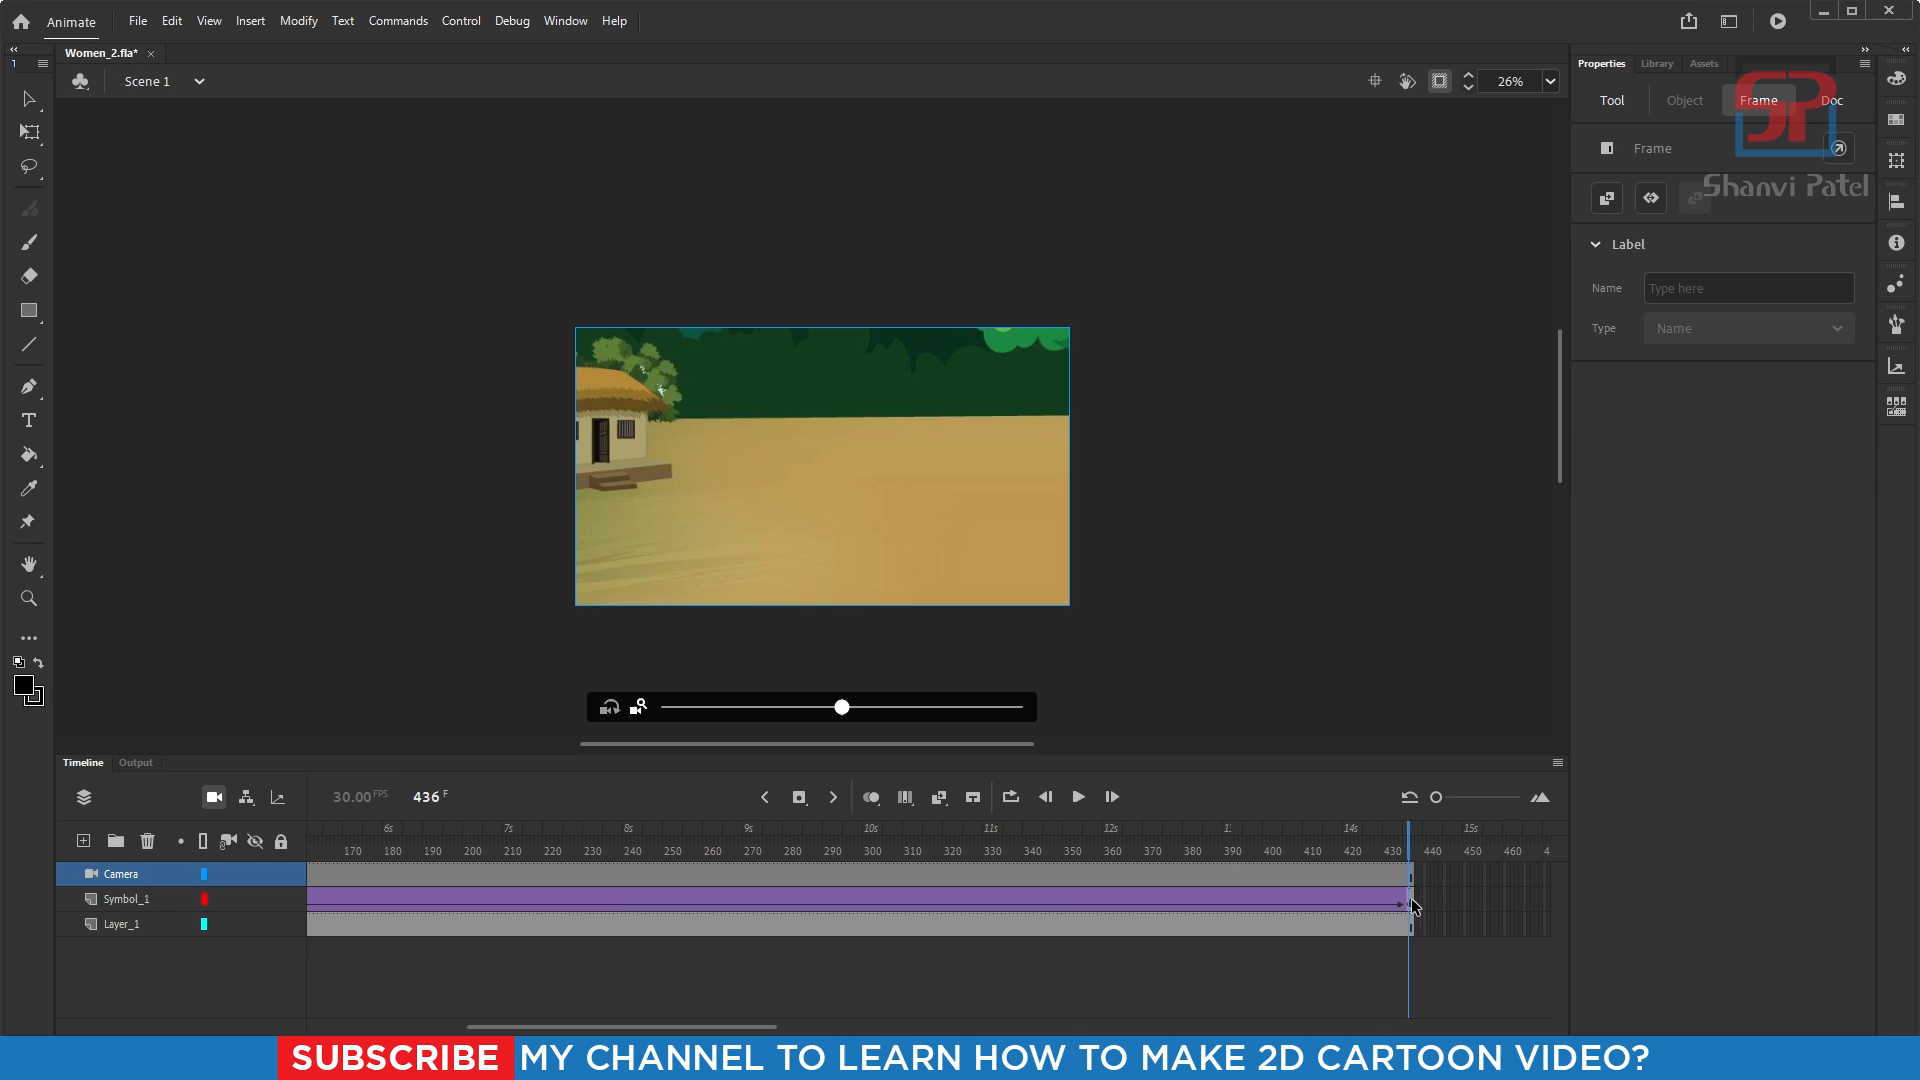 Animate File Edit View Insert Modify Text Commands Control Debug Window Help
Women_2.fla*
Scene 1 26%
Properties Library Assets
Tool Object Frame Doc
SP
Frame
Shanvi Patel
Label
Name Type here
Type Name
Timeline Output
30.00 FPS 436 F
6s 7s 8s 9s 10s 11s 12s 1: 14s 15s
170 180 190 200 210 220 230 240 250 260 270 280 290 300 310 320 330 340 350 360 370 380 390 400 410 420 430 440 450 460 4
Camera
Symbol_1
Layer_1
SUBSCRIBE MY CHANNEL TO LEARN HOW TO MAKE 2D CARTOON VIDEO?